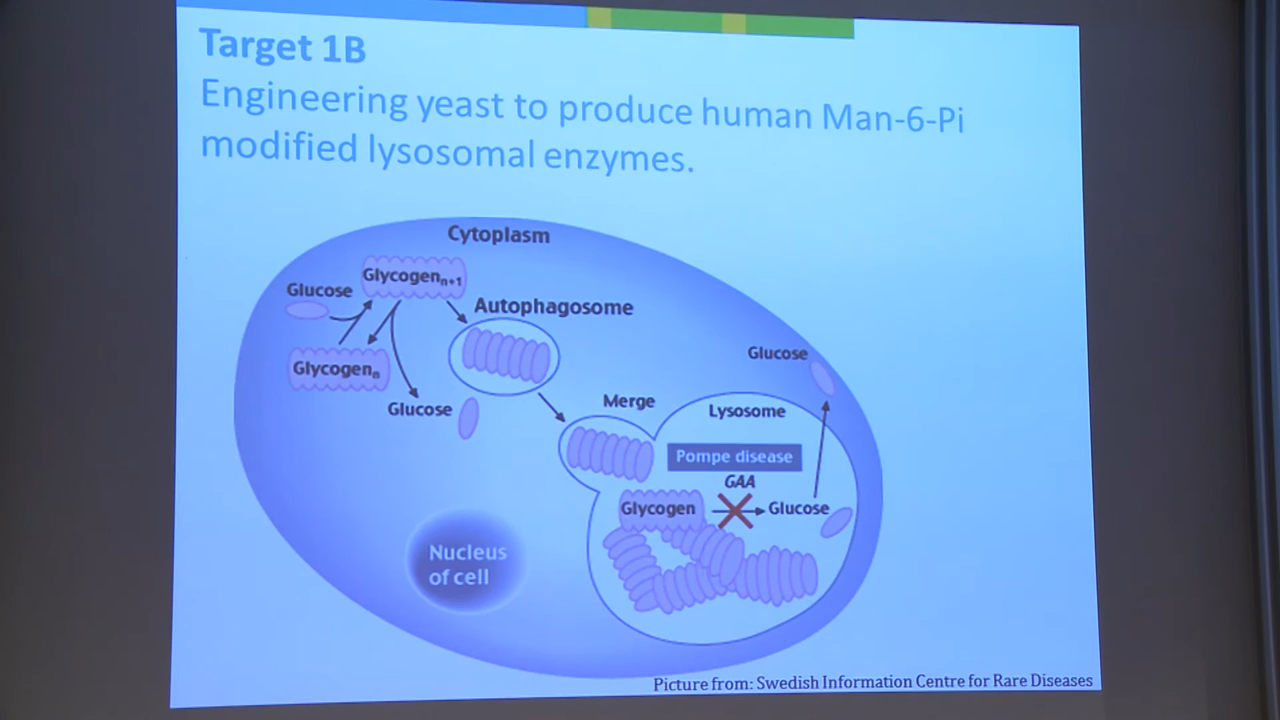 Target 1B
Engineering yeast to produce human Man-6-Pi
modified lysosomal enzymes.
Cytoplasm
Glycogenn+1
Glucose
Autophagosome
Glycogenn
Glucose
Glucose
Merge
Lysosome
Pompe disease
GAA
Glycogen
Glucose
Nucleus
of cell
Picture from: Swedish Information Centre for Rare Diseases